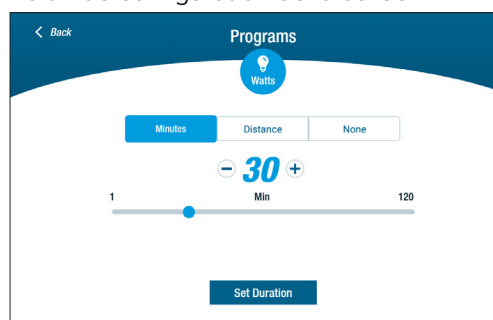 Back
Programs
Watts
Minutes Distance None
30
1 Min 120
Set Duration